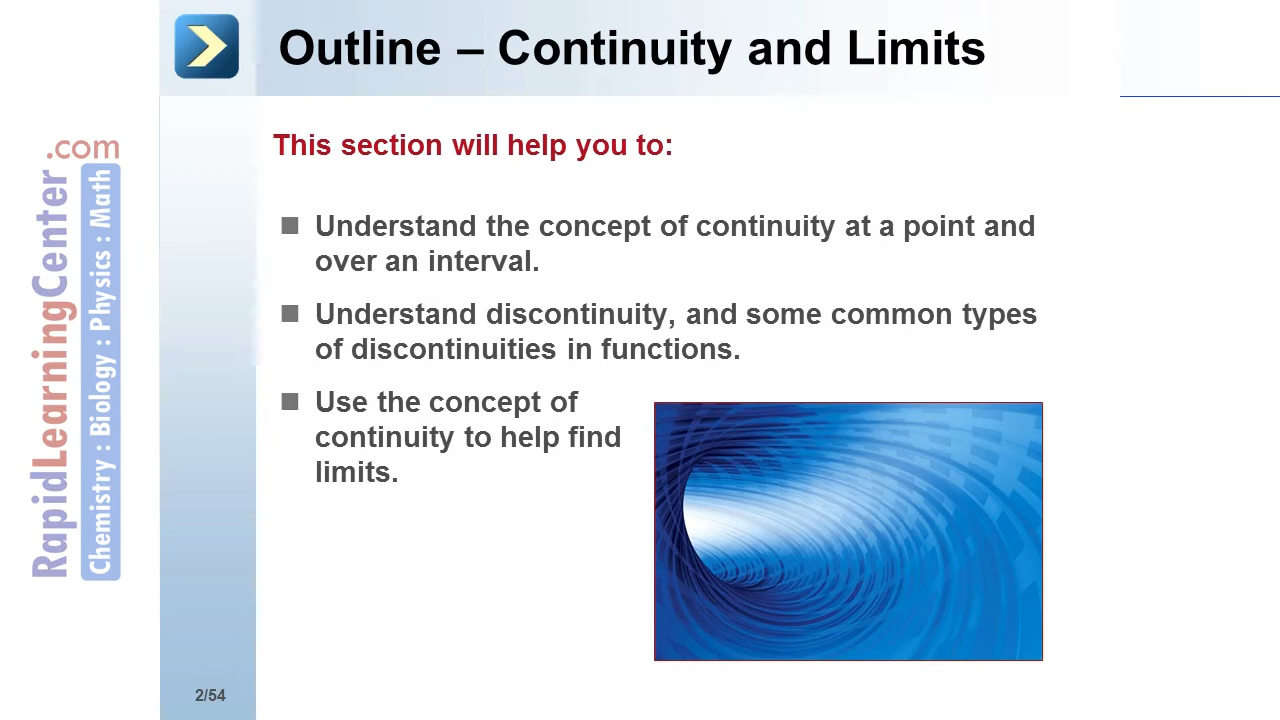 Outline – Continuity and Limits
This section will help you to:
Understand the concept of continuity at a point and
over an interval.
Understand discontinuity, and some common types
of discontinuities in functions.
Use the concept of
continuity to help find
limits.
RapidLearningCenter.com
Chemistry : Biology : Physics : Math
2/54